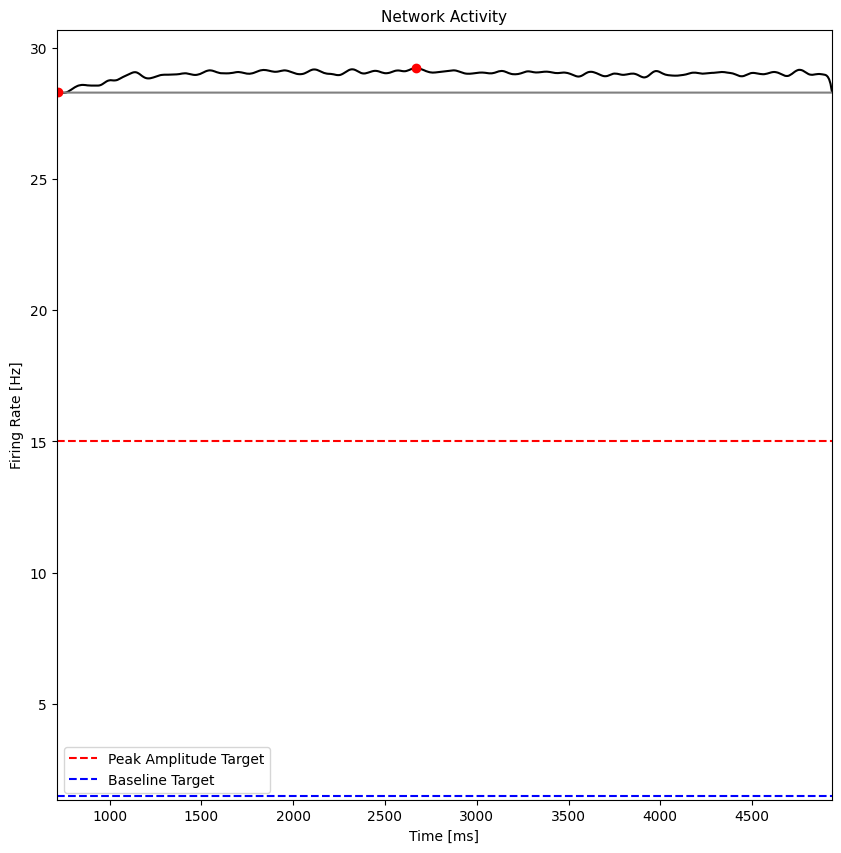 Network Activity
30
25
20
15
10
5
Firing Rate [Hz]
Peak Amplitude Target
Baseline Target
1000 1500 2000 2500 3000 3500 4000 4500
Time [ms]